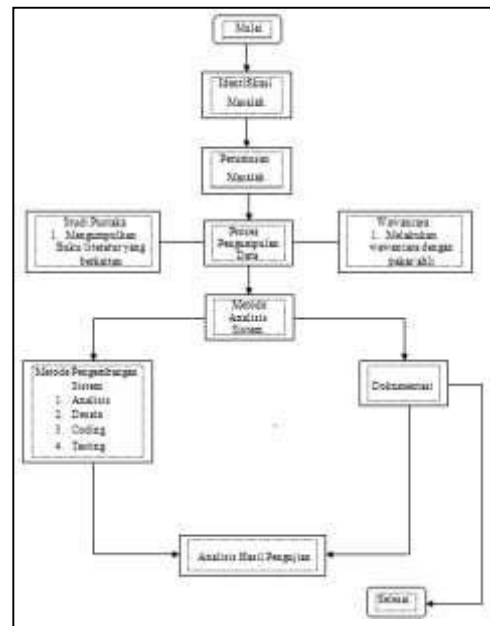 Mulai
Identifikasi
Masalah
Perumusan
Masalah
Studi Pustaka
1. Mengumpulkan
Buku literatur yang
berkaitan
Proses
Pengumpulan
Data
Wawancara
1. Melakukan
wawancara dengan
pakar ahli
Metode
Analisis
Sistem
Metode Pengembangan
Sistem
1. Analisis
2. Desain
3. Coding
4. Testing
Dokumentasi
Analisis Hasil Pengujian
Selesai